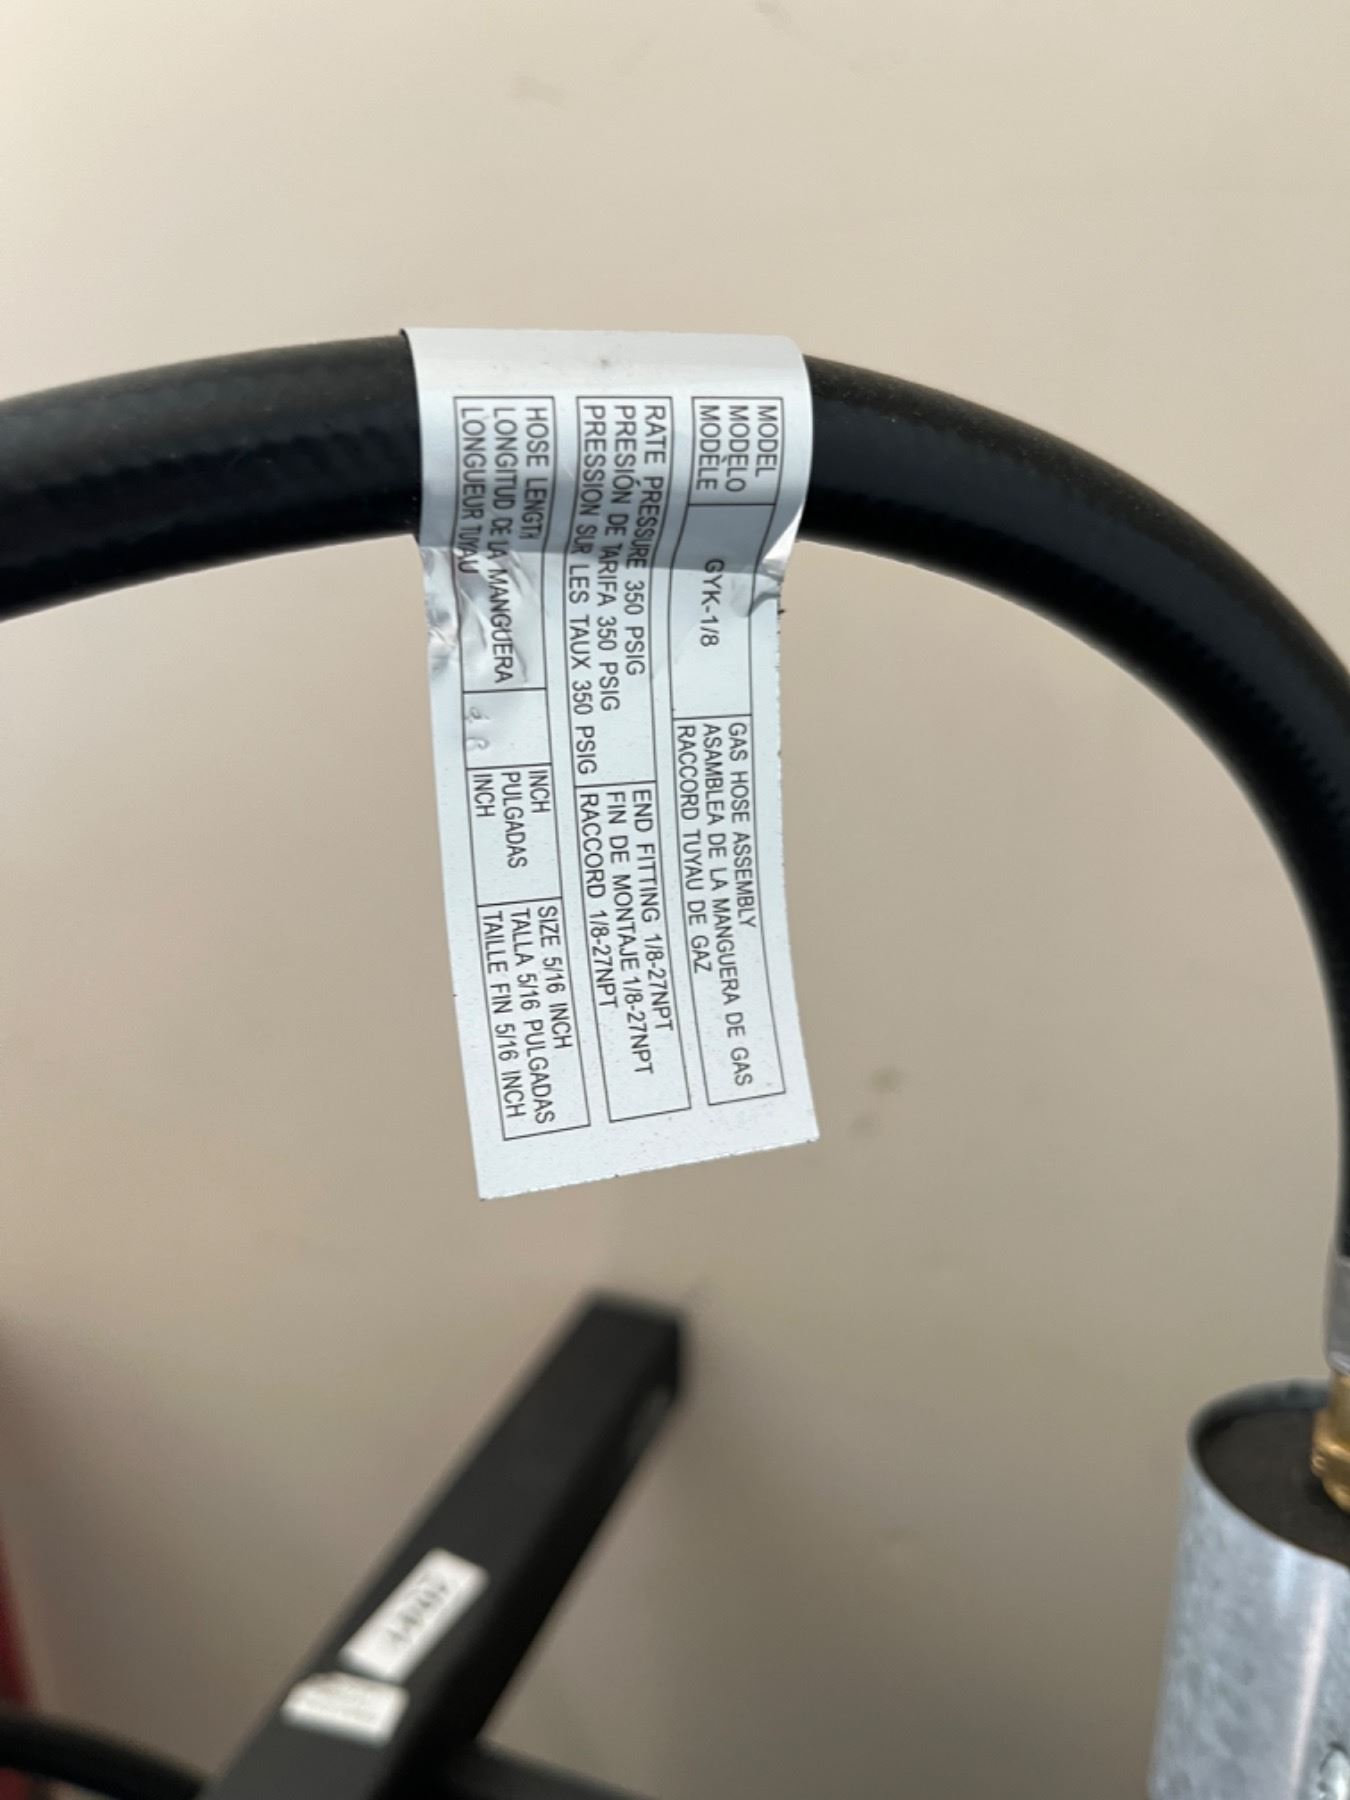 MODEL
MODELO
MODÈLE
GYK-1/8
GAS HOSE ASSEMBLY
ASAMBLEA DE LA MANGUERA DE GAS
RACCORD TUYAU DE GAZ
RATE PRESSURE 350 PSIG
PRESIÓN DE TARIFA 350 PSIG
PRESSION SUR LES TAUX 350 PSIG
END FITTING 1/8-27NPT
FIN DE MONTAJE 1/8-27NPT
RACCORD 1/8-27NPT
HOSE LENGTH
LONGITUD DE LA MANGUERA
LONGUEUR TUYAU
INCH
PULGADAS
INCH
SIZE 5/16 INCH
TALLA 5/16 PULGADAS
TAILLE FIN 5/16 INCH